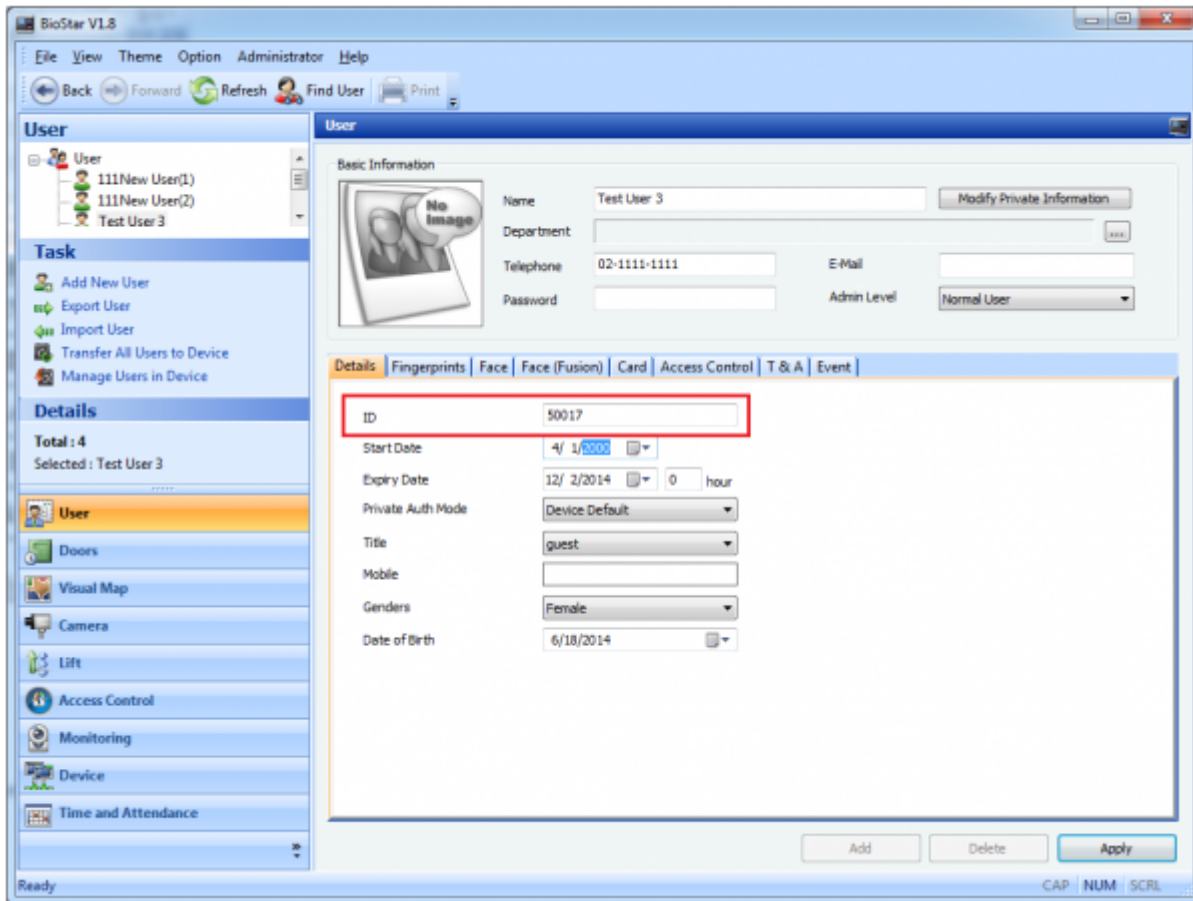 BioStar V1.8
File View Theme Option Administrator Help
Back Forward Refresh Find User Print
User
User
111New User(1)
111New User(2)
Test User 3
Task
Add New User
Export User
Import User
Transfer All Users to Device
Manage Users in Device
Details
Total : 4
Selected : Test User 3
User
Doors
Visual Map
Camera
Lift
Access Control
Monitoring
Device
Time and Attendance
User
Basic Information
No Image
Name Test User 3 Modify Private Information
Department ...
Telephone 02-1111-1111 E-Mail
Password Admin Level Normal User
Details Fingerprints Face Face (Fusion) Card Access Control T & A Event
ID 50017
Start Date 4/ 1/2000
Expiry Date 12/ 2/2014 0 hour
Private Auth Mode Device Default
Title guest
Mobile
Genders Female
Date of Birth 6/18/2014
Add Delete Apply
Ready CAP NUM SCRL